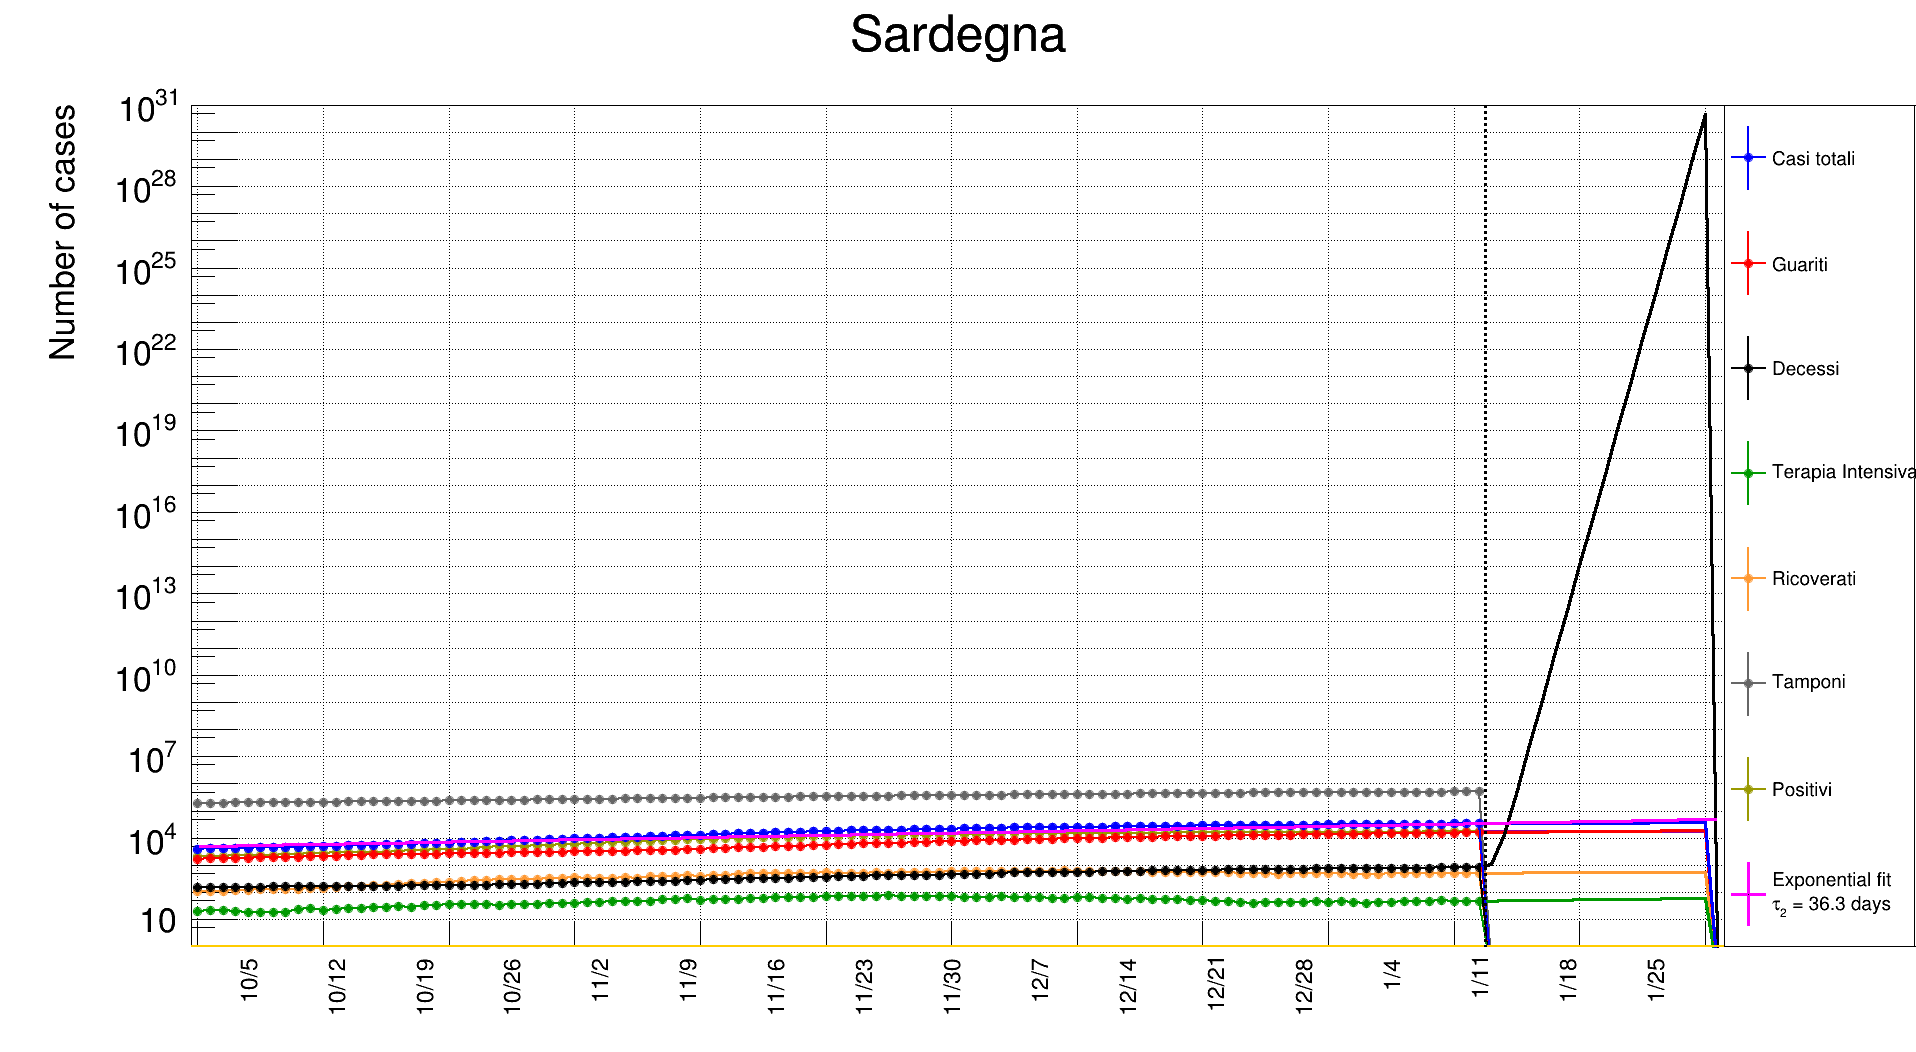 Sardegna
Number of cases
10^31
10^28
10^25
10^22
10^19
10^16
10^13
10^10
10^7
10^4
10
10/5
10/12
10/19
10/26
11/2
11/9
11/16
11/23
11/30
12/7
12/14
12/21
12/28
1/4
1/11
1/18
1/25
Casi totali
Guariti
Decessi
Terapia Intensiva
Ricoverati
Tamponi
Positivi
Exponential fit
τ_2 = 36.3 days